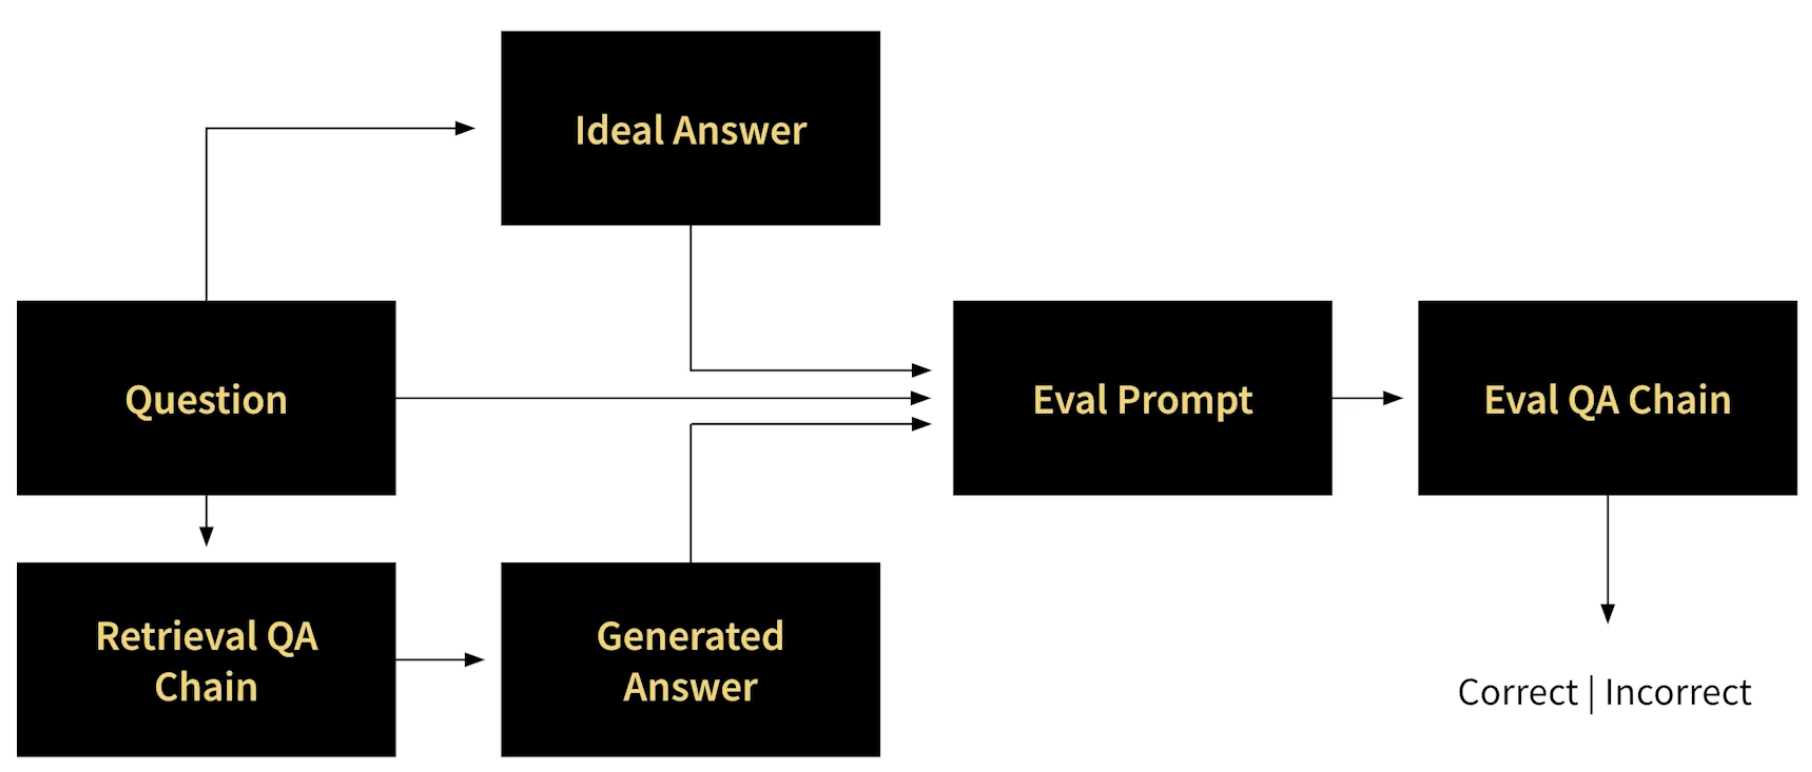 Ideal Answer
Question
Eval Prompt
Eval QA Chain
Retrieval QA
Chain
Generated
Answer
Correct | Incorrect